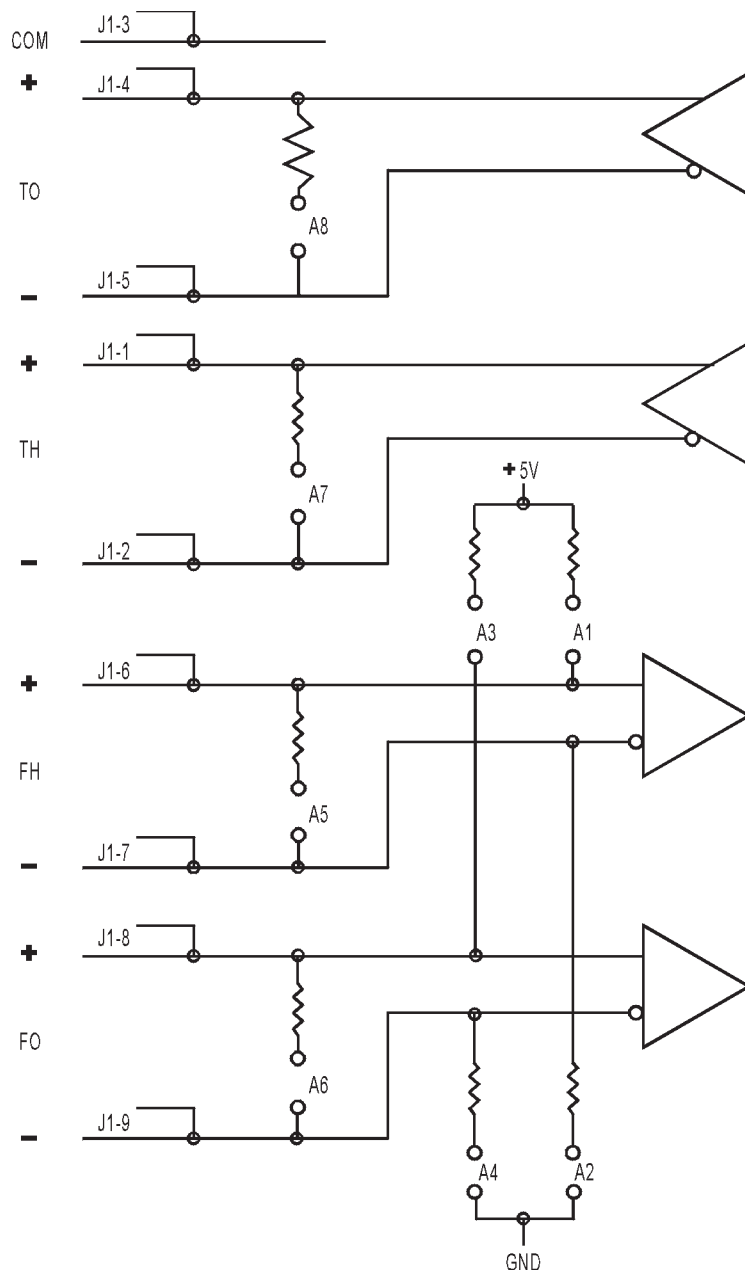 COM J1-3
+ J1-4
TO
A8
- J1-5
+ J1-1
TH
A7
+5V
- J1-2
A3 A1
+ J1-6
FH
A5
- J1-7
+ J1-8
FO
A6
- J1-9
A4 A2
GND